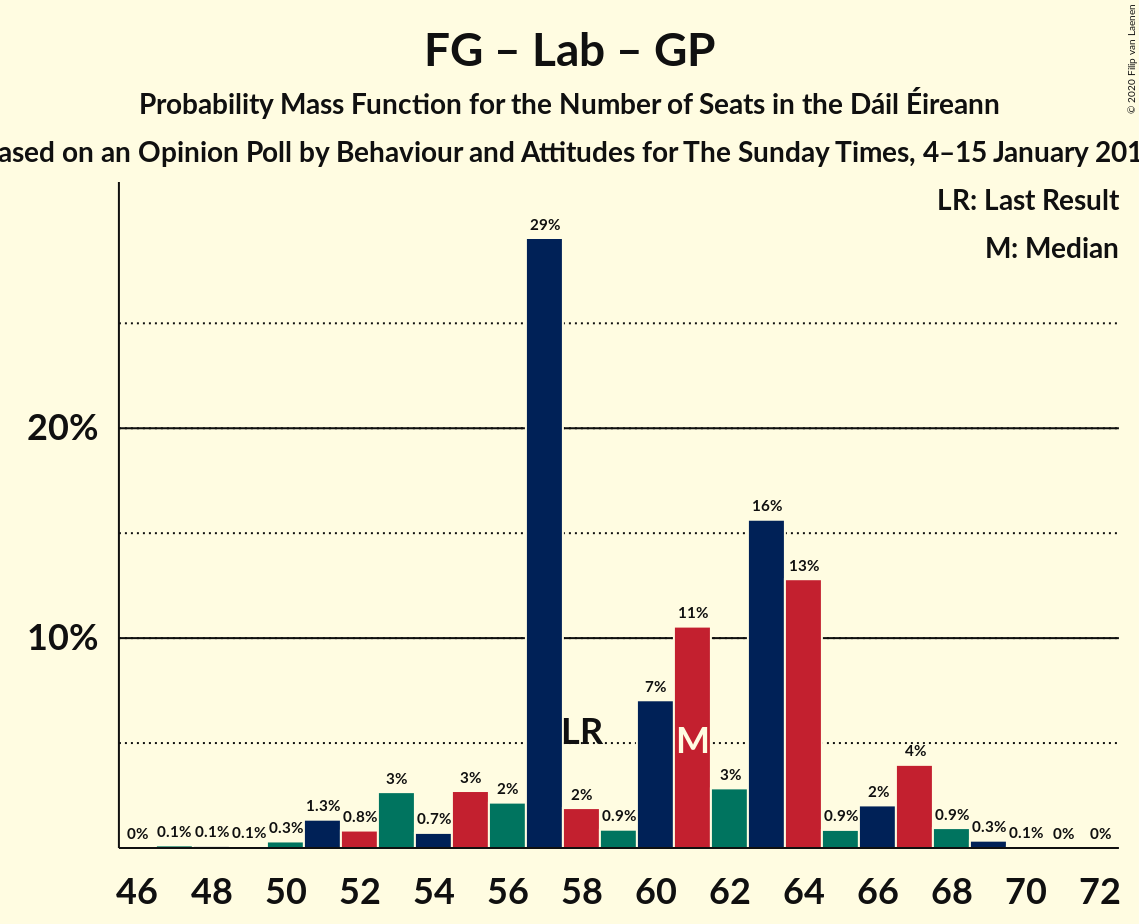 FG – Lab – GP
Probability Mass Function for the Number of Seats in the Dáil Éireann
ased on an Opinion Poll by Behaviour and Attitudes for The Sunday Times, 4–15 January 201
© 2020 Filip van Laenen
LR: Last Result
M: Median
29%
20%
16%
13%
11%
10%
7%
LR
M
4%
3%
3%
3%
2%
2%
2%
1.3%
0.8%
0.7%
0.9%
0.9%
0.9%
0% 0.1% 0.1% 0.1% 0.3%
0.3% 0.1% 0% 0%
46 48 50 52 54 56 58 60 62 64 66 68 70 72